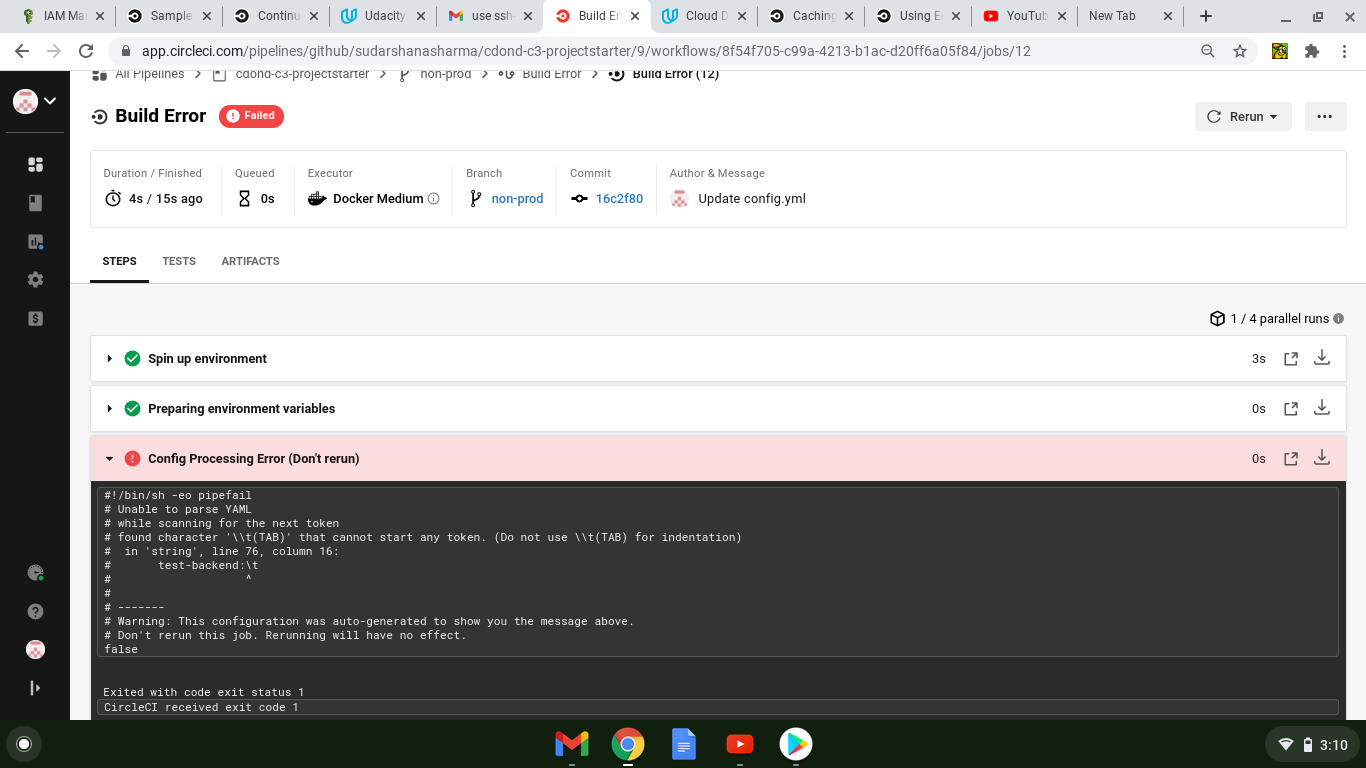 IAM Ma
Sample
Continu
Udacity
use ssh-
Build Er
Cloud D
Caching
Using E
YouTub
New Tab
app.circleci.com/pipelines/github/sudarshanasharma/cdond-c3-projectstarter/9/workflows/8f54f705-c99a-4213-b1ac-d20ff6a05f84/jobs/12
All Pipelines
cdond-c3-projectstarter
non-prod
Build Error
Build Error (12)
Build Error
Failed
Rerun
Duration / Finished
4s / 15s ago
Queued
0s
Executor
Docker Medium
Branch
non-prod
Commit
16c2f80
Author & Message
Update config.yml
STEPS
TESTS
ARTIFACTS
1 / 4 parallel runs
Spin up environment
3s
Preparing environment variables
0s
Config Processing Error (Don't rerun)
0s
#!/bin/sh -eo pipefail
# Unable to parse YAML
# while scanning for the next token
# found character '\\t(TAB)' that cannot start any token. (Do not use \\t(TAB) for indentation)
#  in 'string', line 76, column 16:
#       test-backend:\t
#                    ^
#
# -------
# Warning: This configuration was auto-generated to show you the message above.
# Don't rerun this job. Rerunning will have no effect.
false
Exited with code exit status 1
CircleCI received exit code 1
3:10